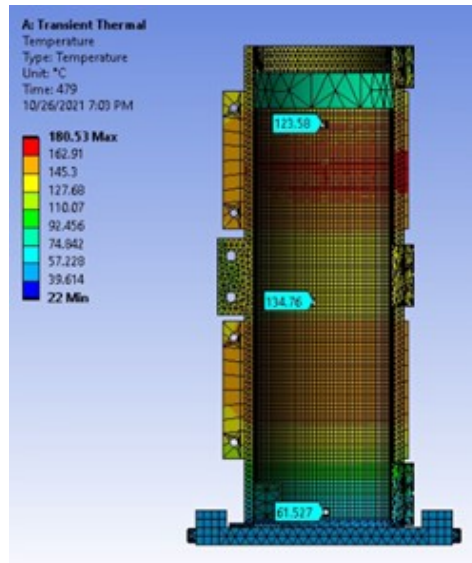 A: Transient Thermal
Temperature
Type: Temperature
Unit: °C
Time: 479
10/26/2021 7:03 PM
180.53 Max
162.91
145.3
127.68
110.07
92.456
74.842
57.228
39.614
22 Min
123.58
134.76
61.527